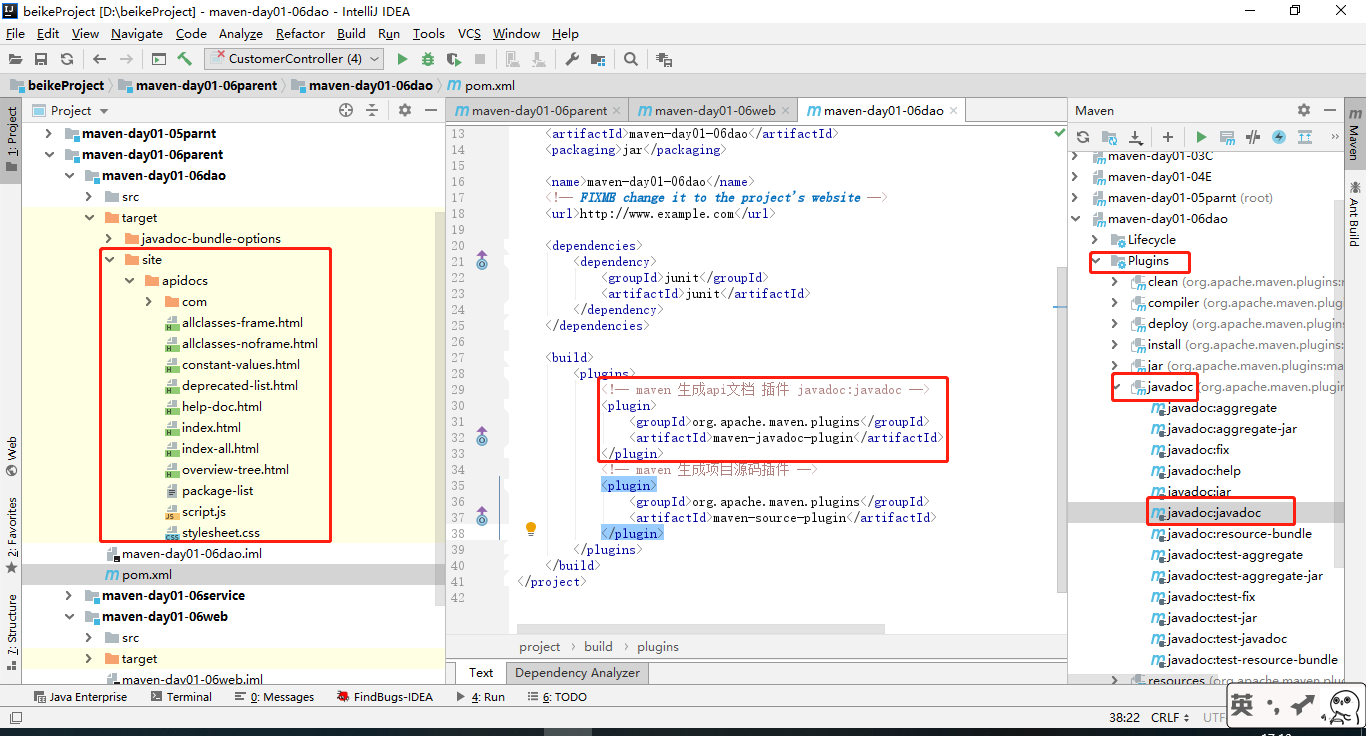 beikeProject [D:\beikeProject] - maven-day01-06dao - IntelliJ IDEA
File Edit View Navigate Code Analyze Refactor Build Run Tools VCS Window Help
CustomerController (4)
beikeProject maven-day01-06parent maven-day01-06dao pom.xml
1: Project
Web
2: Favorites
7: Structure
Project
maven-day01-05parnt
maven-day01-06parent
maven-day01-06dao
src
target
javadoc-bundle-options
site
apidocs
com
allclasses-frame.html
allclasses-noframe.html
constant-values.html
deprecated-list.html
help-doc.html
index.html
index-all.html
overview-tree.html
package-list
script.js
stylesheet.css
maven-day01-06dao.iml
pom.xml
maven-day01-06service
maven-day01-06web
src
target
maven-day01-06web.iml
maven-day01-06parent maven-day01-06web maven-day01-06dao
13 <artifactId>maven-day01-06dao</artifactId>
14 <packaging>jar</packaging>
15
16 <name>maven-day01-06dao</name>
17 <!-- FIXME change it to the project's website -->
18 <url>http://www.example.com</url>
19
20 <dependencies>
21 <dependency>
22 <groupId>junit</groupId>
23 <artifactId>junit</artifactId>
24 </dependency>
25 </dependencies>
26
27 <build>
28 <plugins>
29 <!-- maven 生成api文档 插件 javadoc:javadoc -->
30 <plugin>
31 <groupId>org.apache.maven.plugins</groupId>
32 <artifactId>maven-javadoc-plugin</artifactId>
33 </plugin>
34 <!-- maven 生成项目源码插件 -->
35 <plugin>
36 <groupId>org.apache.maven.plugins</groupId>
37 <artifactId>maven-source-plugin</artifactId>
38 </plugin>
39 </plugins>
40 </build>
41 </project>
42
project build plugins
Text Dependency Analyzer
Maven
maven-day01-03C
maven-day01-04E
maven-day01-05parnt (root)
maven-day01-06dao
Lifecycle
Plugins
clean (org.apache.maven.plugins:
compiler (org.apache.maven.plugins
deploy (org.apache.maven.plugins
install (org.apache.maven.plugins:
jar (org.apache.maven.plugins:ma
javadoc (org.apache.maven.plugin
javadoc:aggregate
javadoc:aggregate-jar
javadoc:fix
javadoc:help
javadoc:jar
javadoc:javadoc
javadoc:resource-bundle
javadoc:test-aggregate
javadoc:test-aggregate-jar
javadoc:test-fix
javadoc:test-jar
javadoc:test-javadoc
javadoc:test-resource-bundle
resources (org.apache.maven.
Maven
Ant Build
Java Enterprise Terminal 0: Messages FindBugs-IDEA 4: Run 6: TODO
38:22 CRLF UTF
英